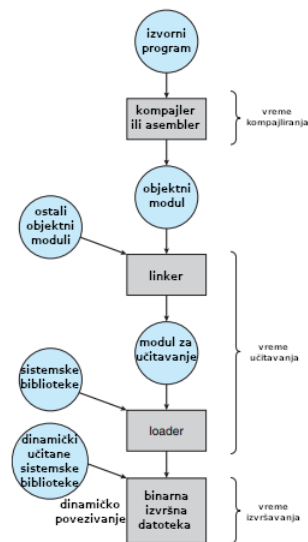 izvorni
program
kompajler
ili asembler
vreme
kompajliranja
objektni
modul
ostali
objektni
moduli
linker
modul za
učitavanje
vreme
učitavanja
sistemske
biblioteke
loader
dinamički
učitane
sistemske
biblioteke
dinamičko
povezivanje
binarna
izvršna
datoteka
vreme
izvršavanja